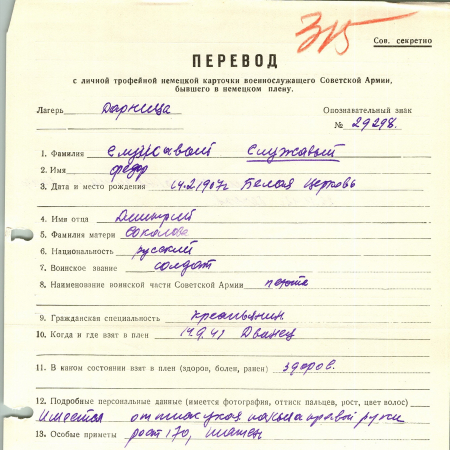 315
Сов. секретно
ПЕРЕВОД
с личной трофейной немецкой карточки военнослужащего Советской Армии,
бывшего в немецком плену.
Лагерь Дарница Опознавательный знак
№ 29298.
1. Фамилия Служавый Служавый
2. Имя Федор
3. Дата и место рождения 14.2.1907г Белая Церковь
4. Имя отца Дмитрий
5. Фамилия матери Соколова
6. Национальность русский
7. Воинское звание солдат
8. Наименование воинской части Советской Армии пехота
9. Гражданская специальность крестьянин
10. Когда и где взят в плен 14.9.41
11. В каком состоянии взят в плен (здоров, болен, ранен) здоров.
12. Подробные персональные данные (имеется фотография, оттиск пальцев, рост, цвет волос)
Имеется оттиск указ пальца правой руки
13. Особые приметы рост 170,